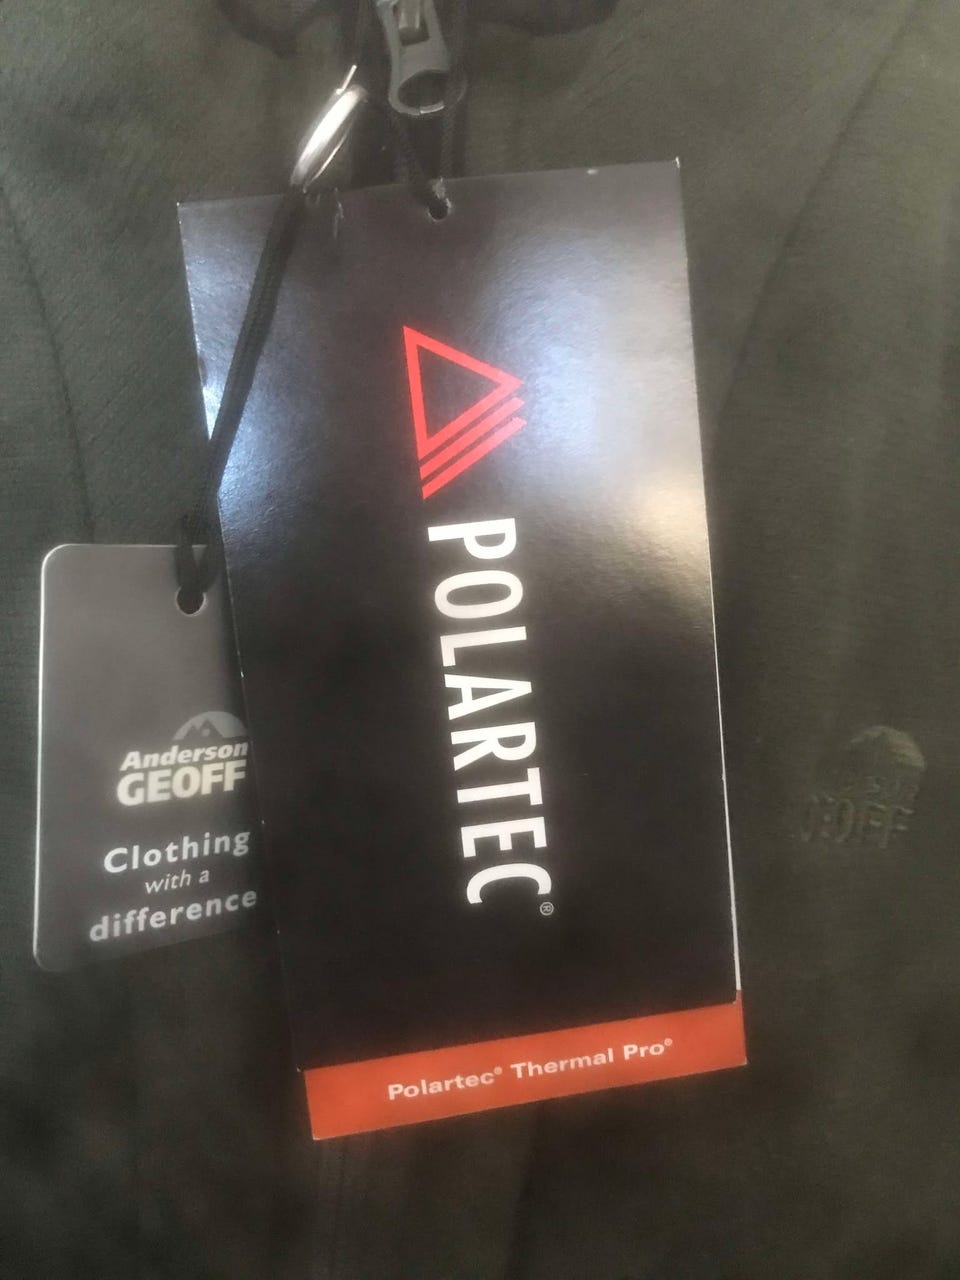 POLARTEC®
Polartec® Thermal Pro®
Anderson
GEOFF
Clothing
with a
difference
GEOFF